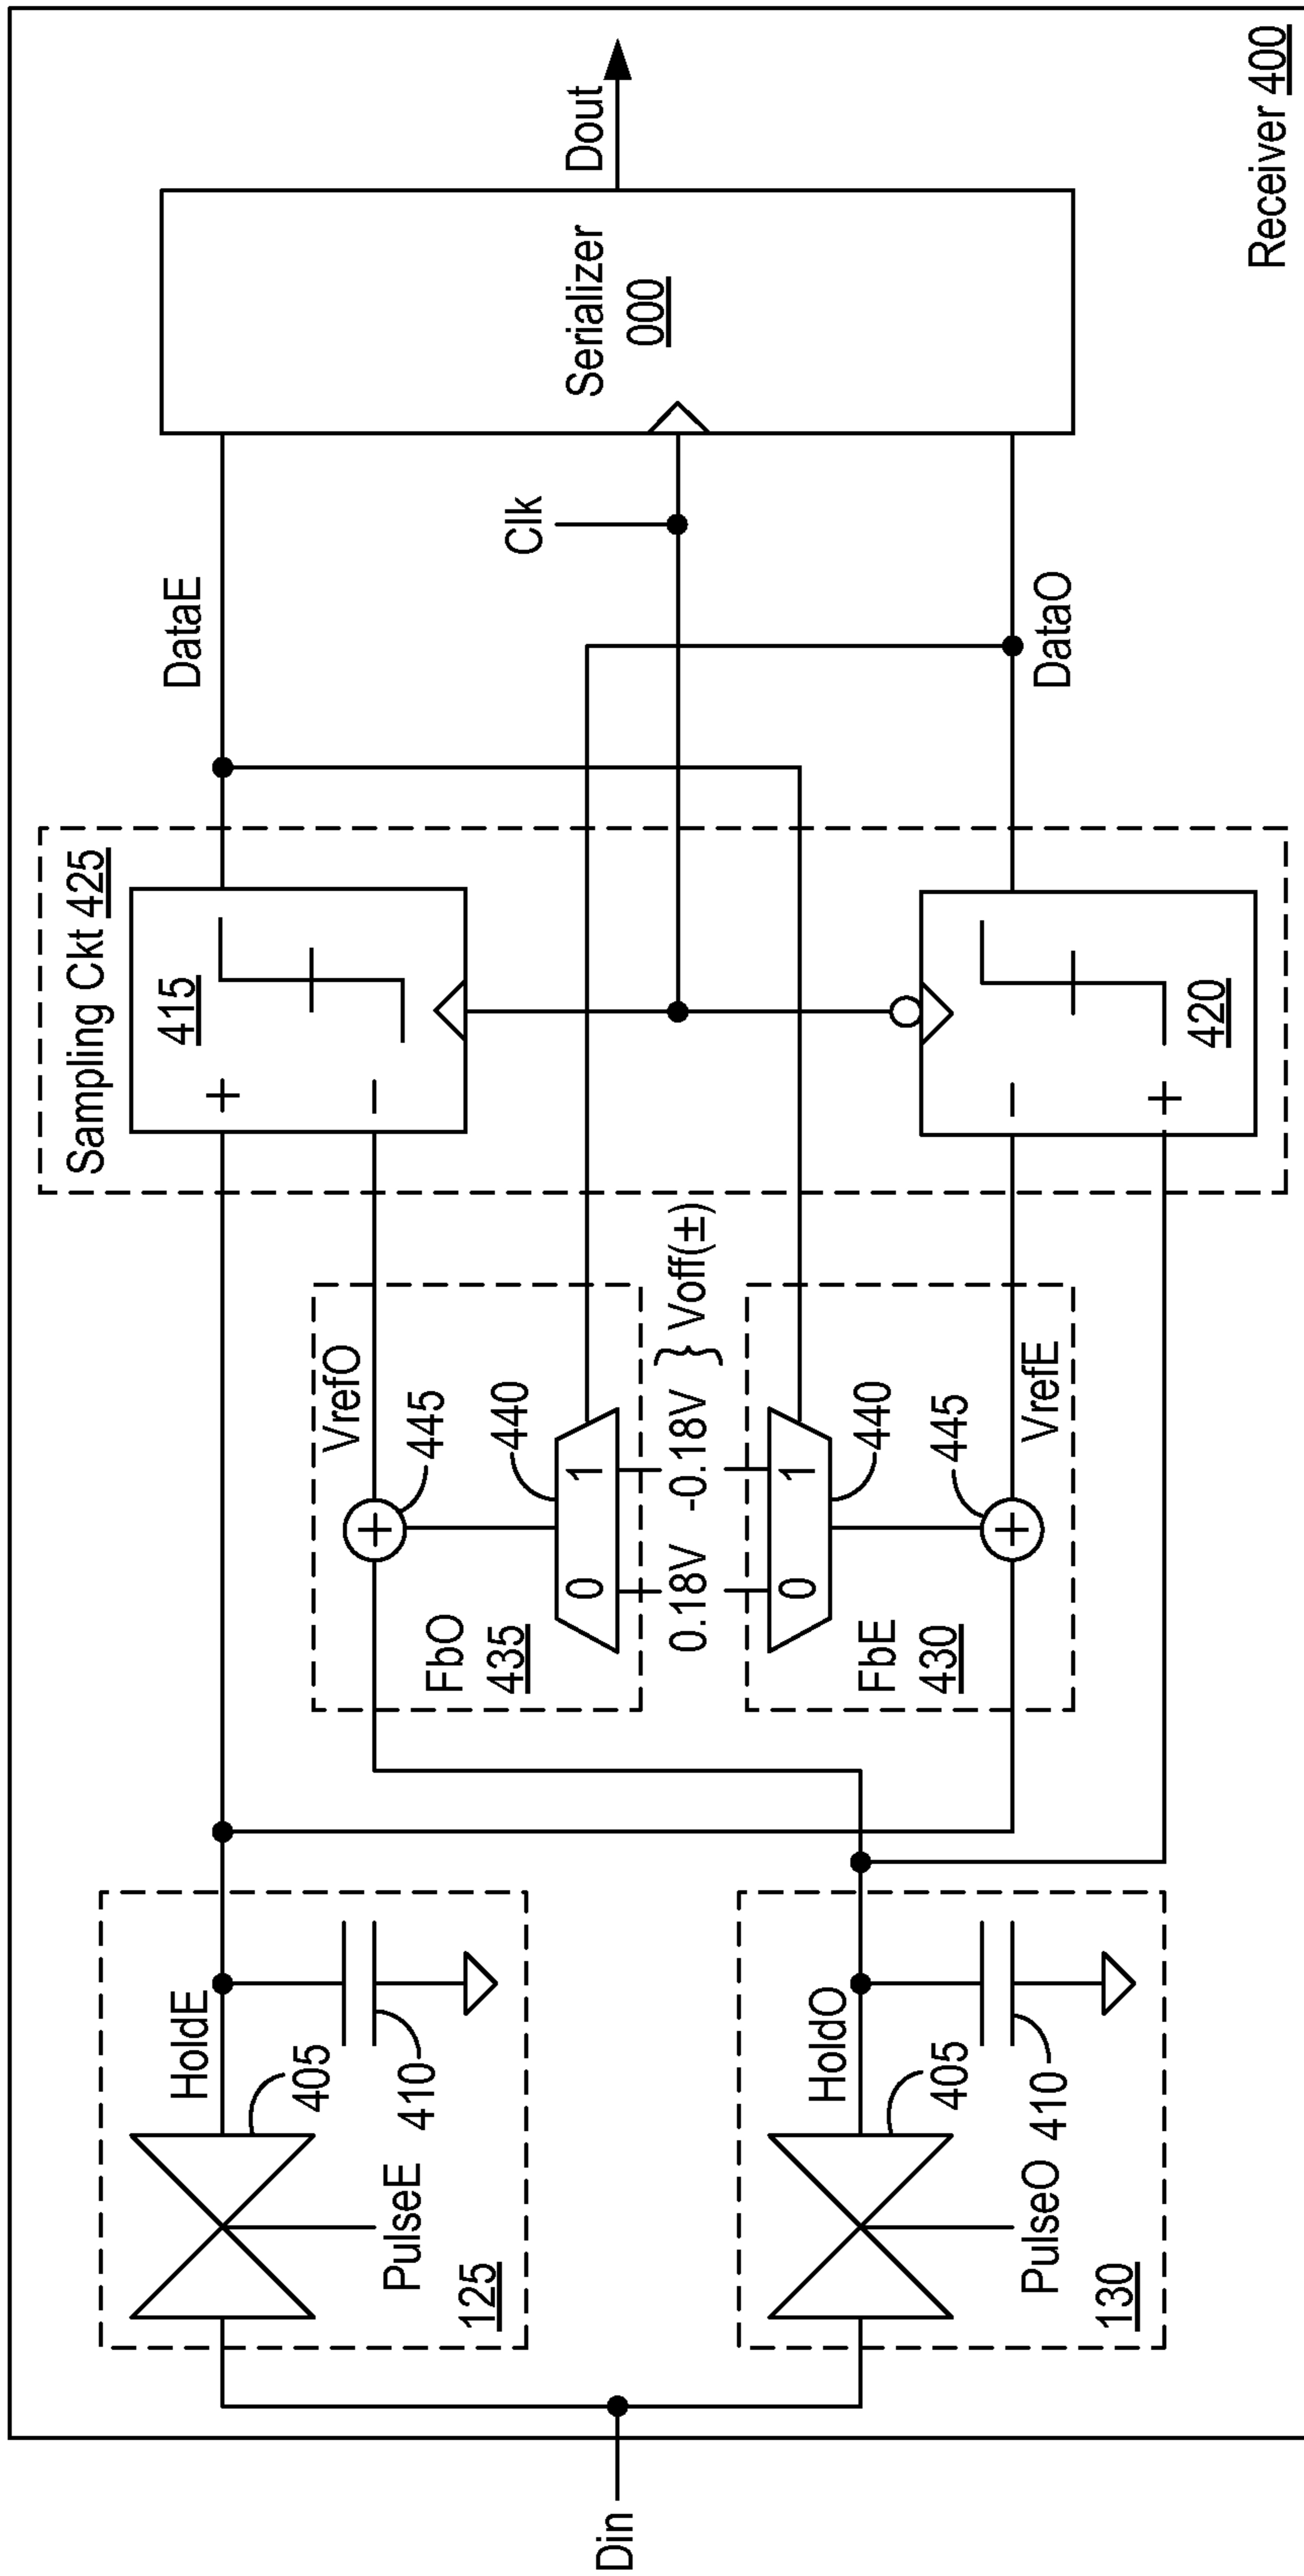 Din
125
PulseE
410
405
HoldE
130
PulseO
410
405
HoldO
FbO
435
0
1
440
445
VrefO
0.18V
-0.18V
} Voff(±)
FbE
430
0
1
440
445
VrefE
+
+
Sampling Ckt 425
415
+
−
420
−
+
DataE
Clk
DataO
Serializer
000
Dout
Receiver 400